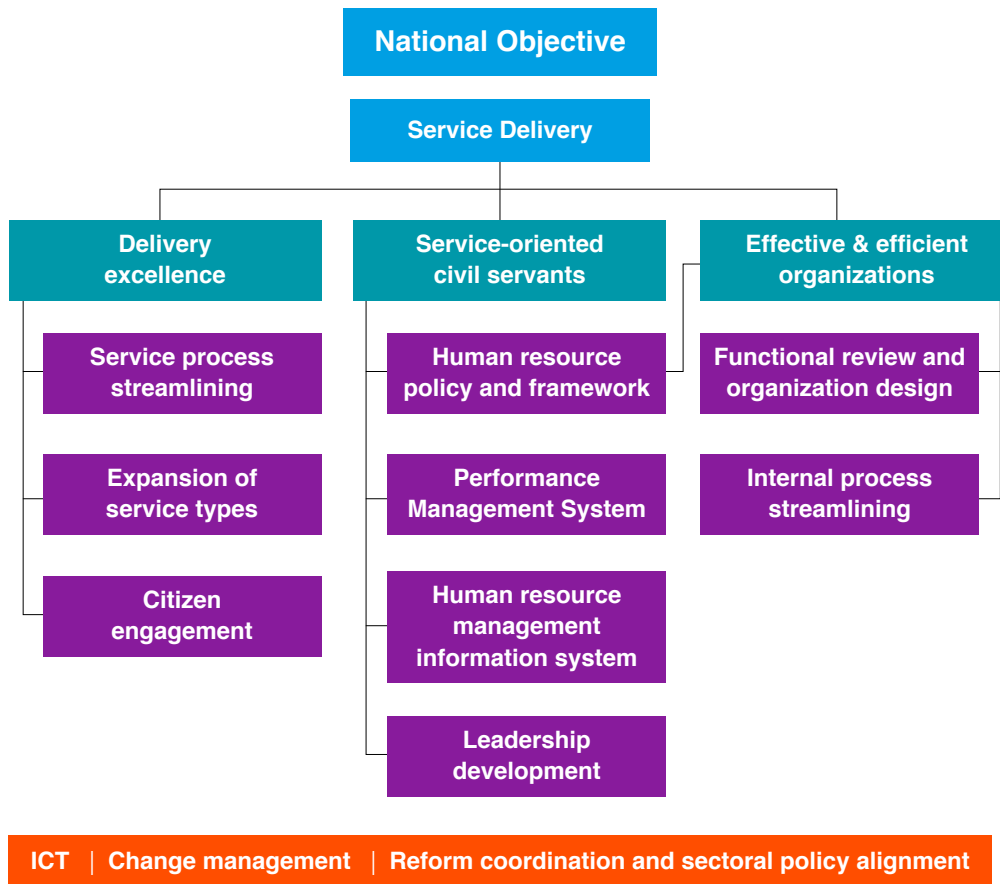 National Objective
Service Delivery
Delivery
excellence
Service process
streamlining
Expansion of
service types
Citizen
engagement
Service-oriented
civil servants
Human resource
policy and framework
Performance
Management System
Human resource
management
information system
Leadership
development
Effective & efficient
organizations
Functional review and
organization design
Internal process
streamlining
ICT | Change management | Reform coordination and sectoral policy alignment